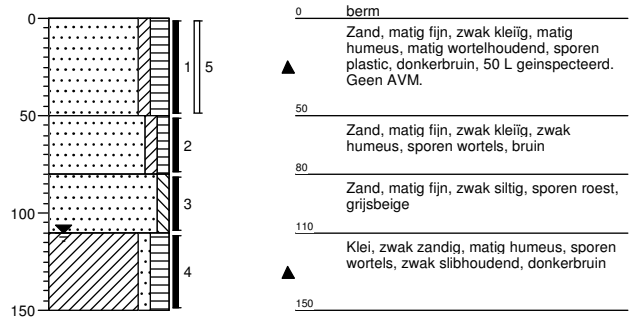 0
50
100
150
1
5
2
3
4
0 berm
Zand, matig fijn, zwak kleiïg, matig
humeus, matig wortelhoudend, sporen
plastic, donkerbruin, 50 L geinspecteerd.
Geen AVM.
50
Zand, matig fijn, zwak kleiïg, zwak
humeus, sporen wortels, bruin
80
Zand, matig fijn, zwak siltig, sporen roest,
grijsbeige
110
Klei, zwak zandig, matig humeus, sporen
wortels, zwak slibhoudend, donkerbruin
150